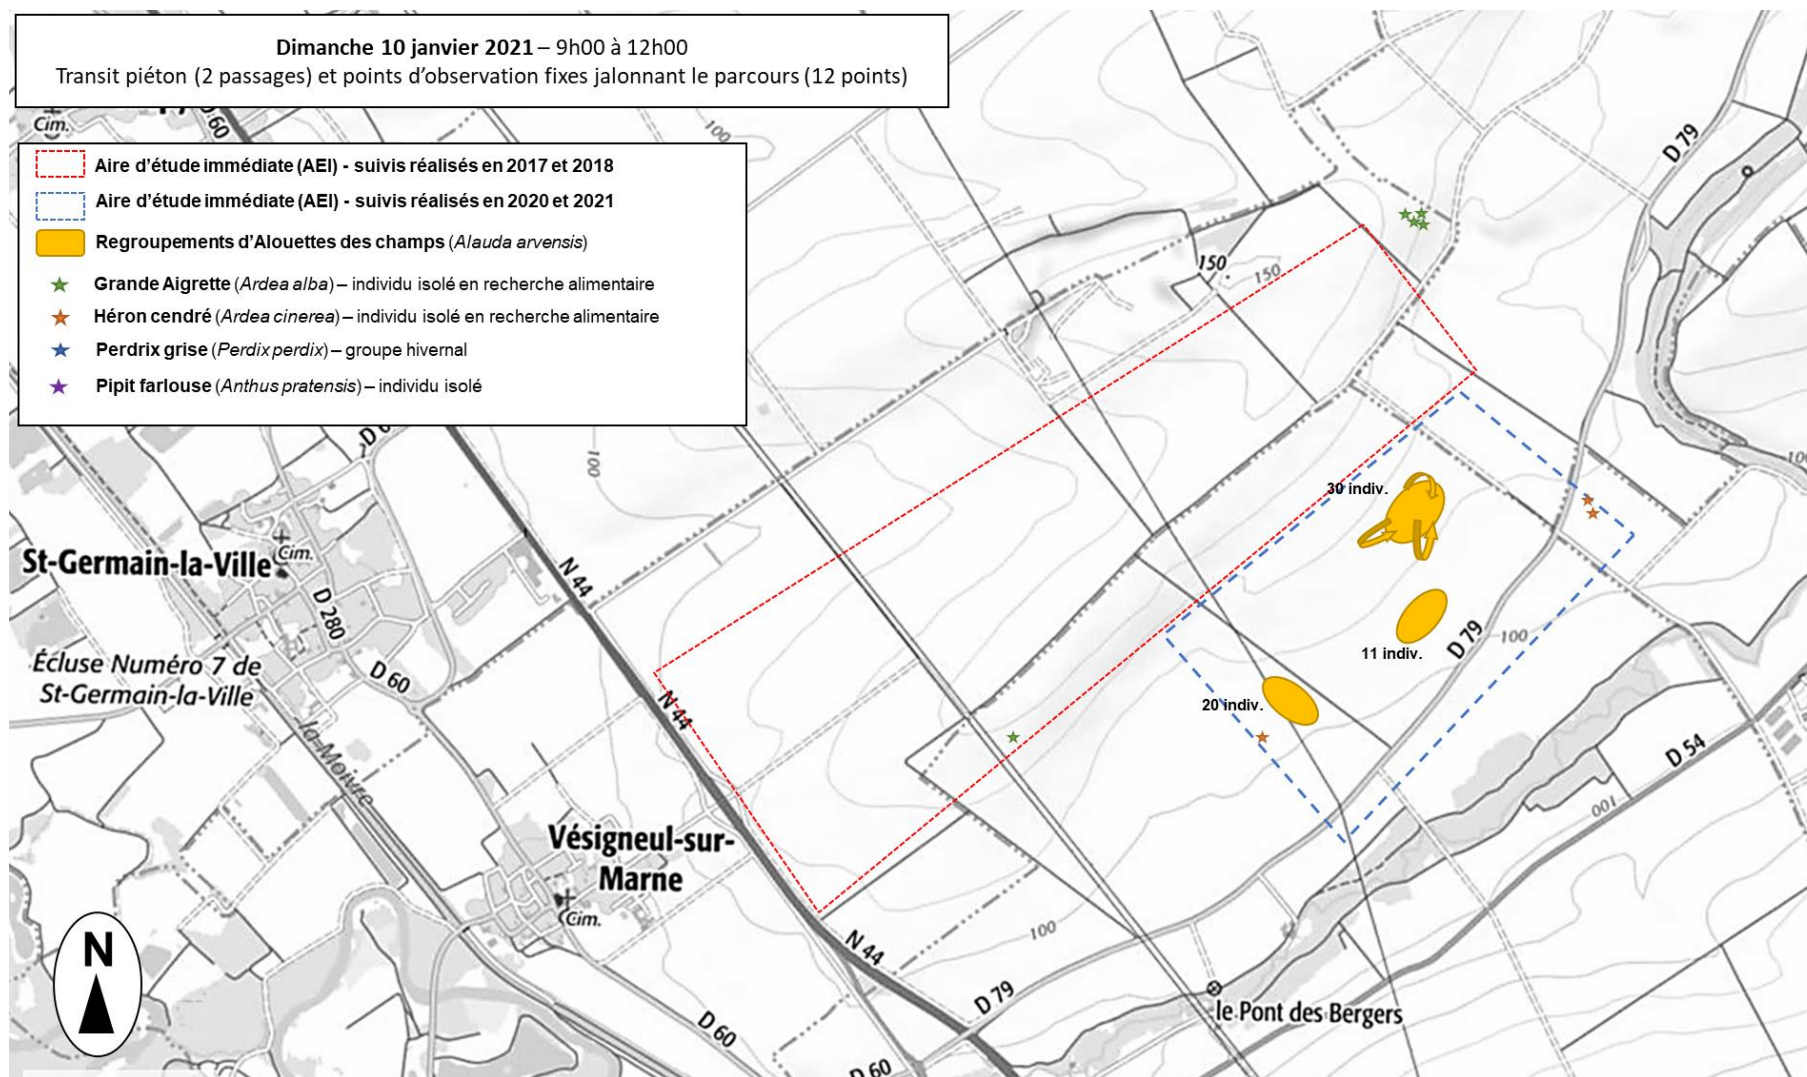 Dimanche 10 janvier 2021 – 9h00 à 12h00
Transit piéton (2 passages) et points d'observation fixes jalonnant le parcours (12 points)
60
Cim.
100
D 79
Aire d'étude immédiate (AEI) - suivis réalisés en 2017 et 2018
Aire d'étude immédiate (AEI) - suivis réalisés en 2020 et 2021
Regroupements d'Alouettes des champs (Alauda arvensis)
Grande Aigrette (Ardea alba) – individu isolé en recherche alimentaire
Héron cendré (Ardea cinerea) – individu isolé en recherche alimentaire
Perdrix grise (Perdix perdix) – groupe hivernal
Pipit farlouse (Anthus pratensis) – individu isolé
150
150
100
30 indiv.
St-Germain-la-Ville
Cim.
N 44
D 280
D 60
Écluse Numéro 7 de
St-Germain-la-Ville
la-Moivre
N 44
11 indiv.
D 79
100
20 indiv.
D 54
100
Vésigneul-sur-
Marne
Cim.
N
N 44
100
D 79
le Pont des Bergers
D 60
D 60